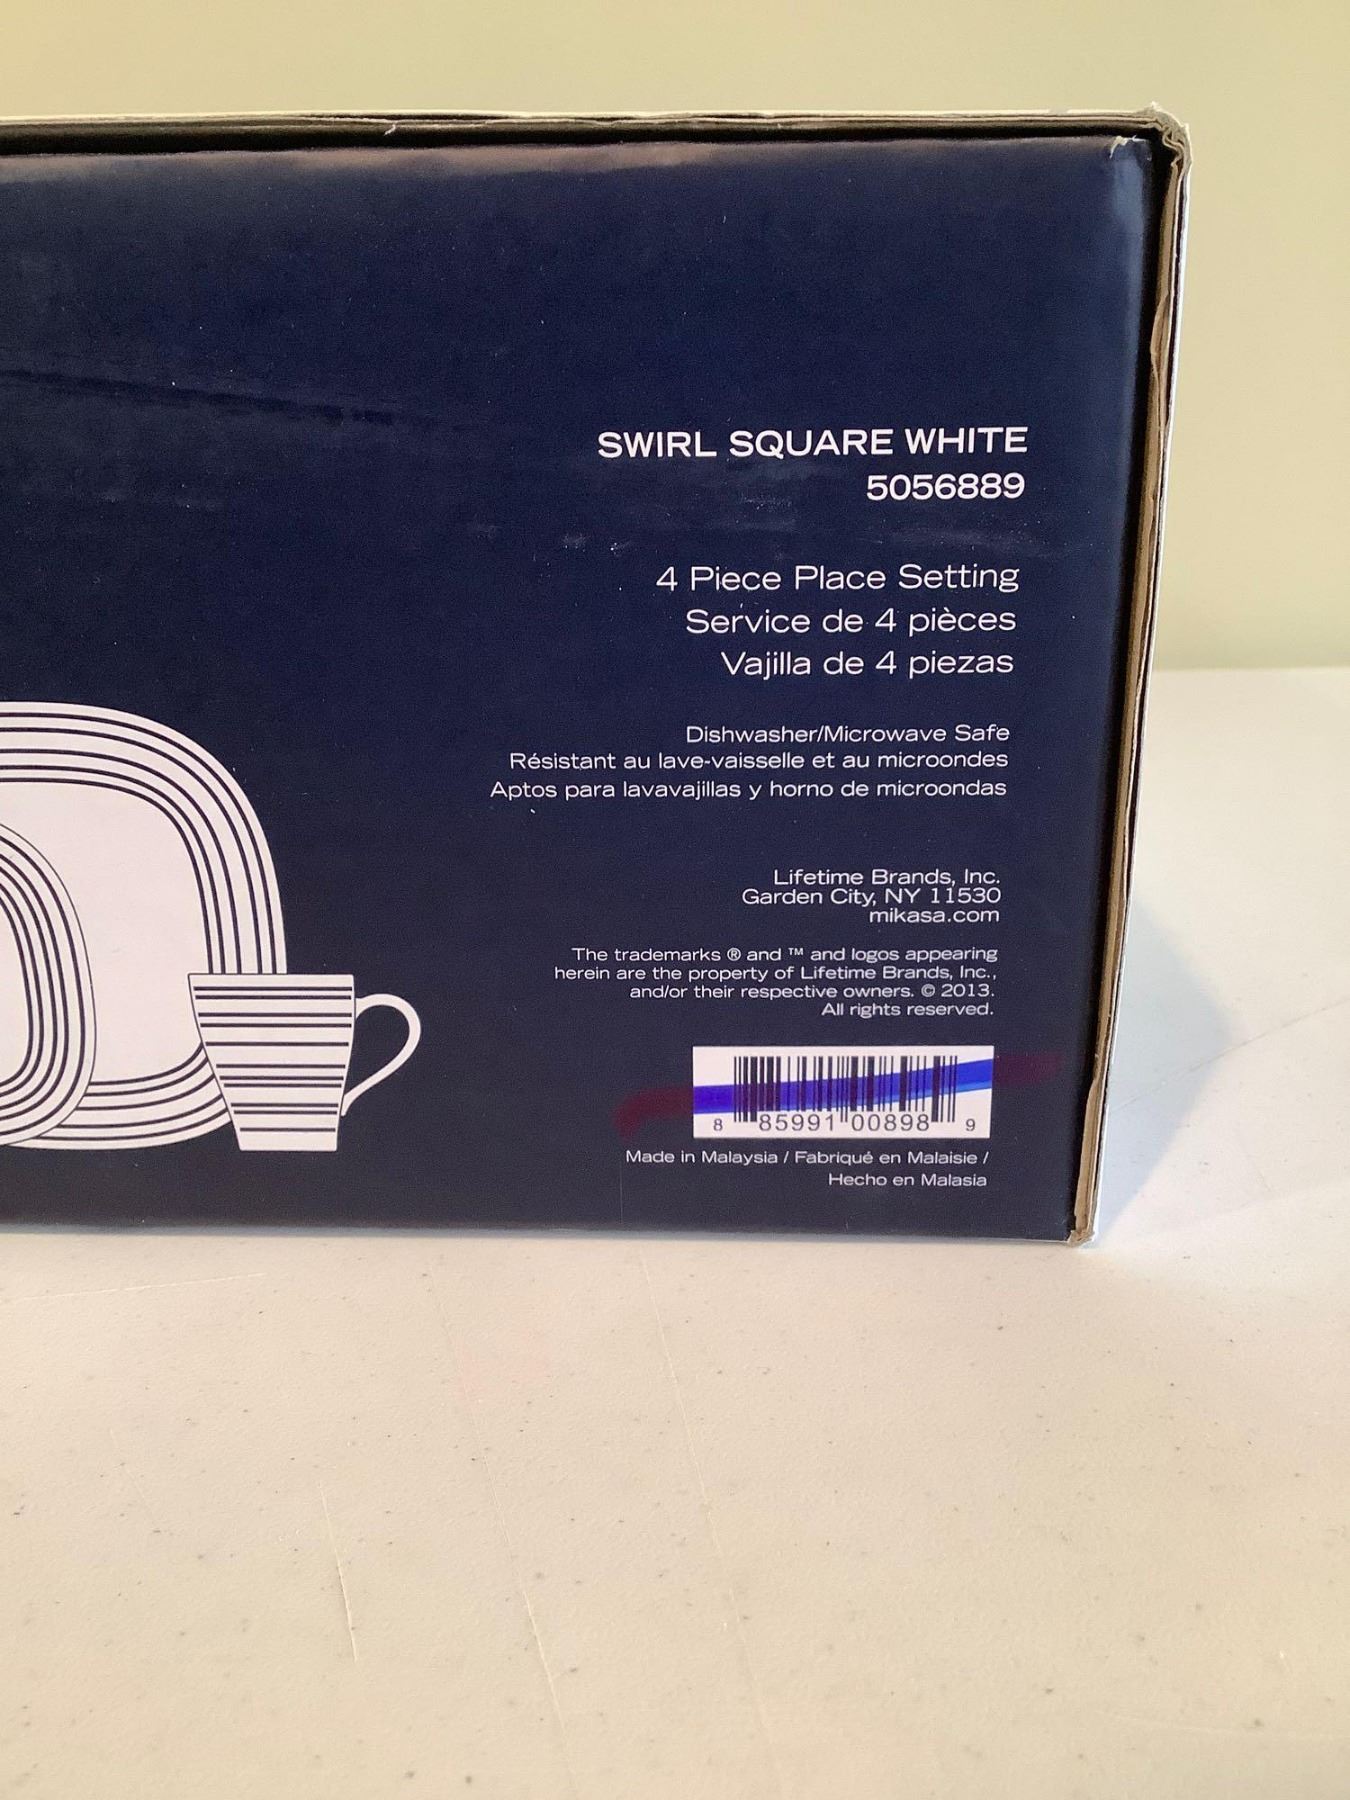 SWIRL SQUARE WHITE
5056889
4 Piece Place Setting
Service de 4 pièces
Vajilla de 4 piezas
Dishwasher/Microwave Safe
Résistant au lave-vaisselle et au microondes
Aptos para lavavajillas y horno de microondas
Lifetime Brands, Inc.
Garden City, NY 11530
mikasa.com
The trademarks ® and ™ and logos appearing
herein are the property of Lifetime Brands, Inc.,
and/or their respective owners. © 2013.
All rights reserved.
8 85991 00898 9
Made in Malaysia / Fabriqué en Malaisie /
Hecho en Malasia